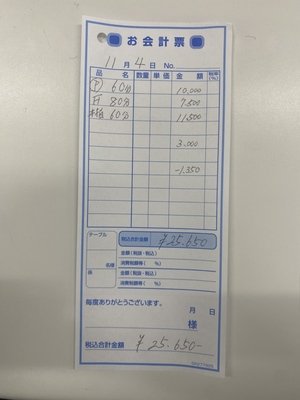 お会計票
11月 4日 No.
品 名 数量 単価 金 額 税率(%)
60分 10,000
80分 7,500
60分 11,500
3,000
-1,350
テーブル 税込合計金額 ¥25,650
名様 金額(税抜・税込)
消費税額等( %)
係 金額(税抜・税込)
消費税額等( %)
毎度ありがとうございます。
月 日
様
税込合計金額 ¥25,650-